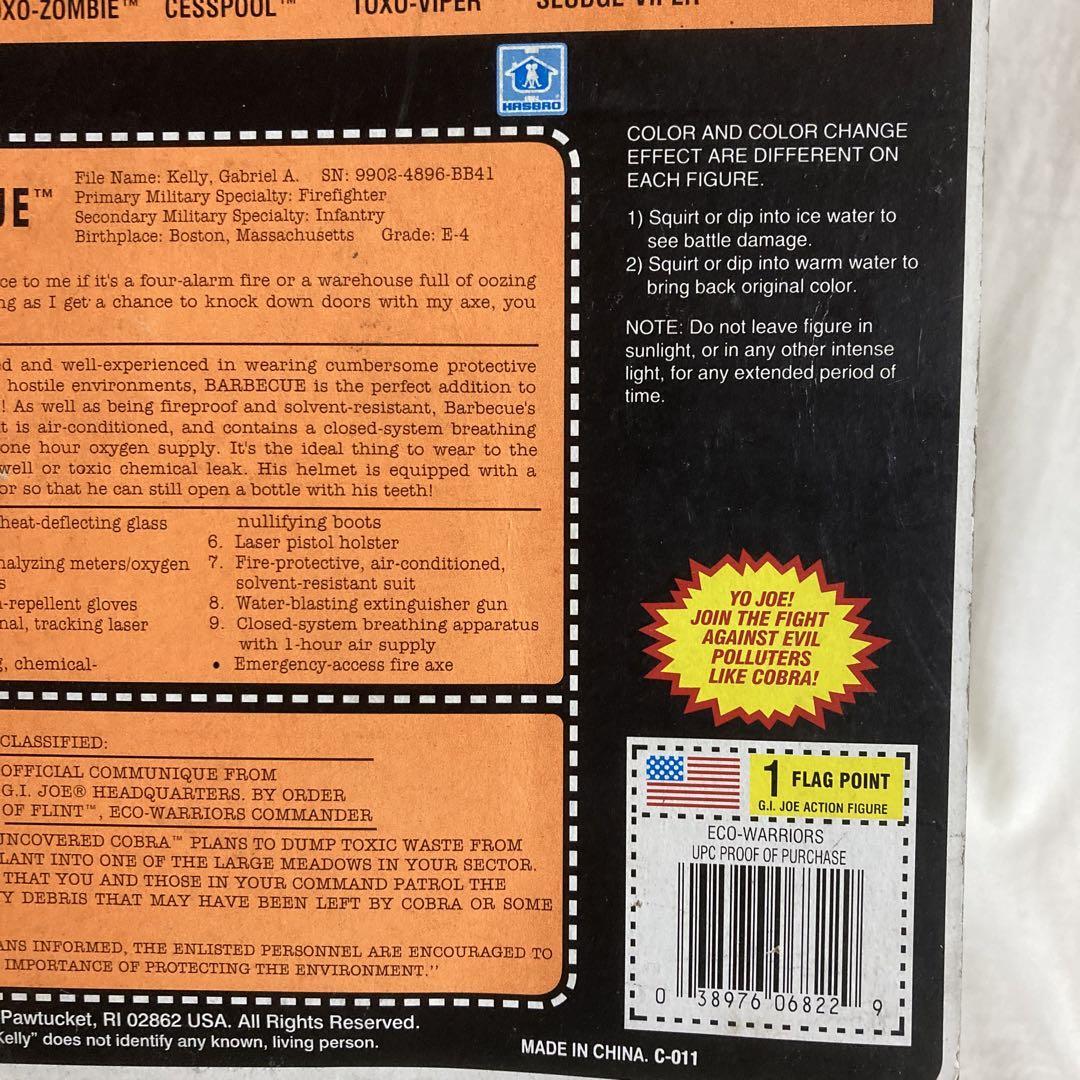 XO-ZOMBIE™ CESSPOOL™ TOXO-VIPER SLUDGE VIPER
HASBRO
UE™
File Name: Kelly, Gabriel A. SN: 9902-4896-BB41
Primary Military Specialty: Firefighter
Secondary Military Specialty: Infantry
Birthplace: Boston, Massachusetts Grade: E-4
ce to me if it's a four-alarm fire or a warehouse full of oozing
ng as I get a chance to knock down doors with my axe, you
d and well-experienced in wearing cumbersome protective
hostile environments, BARBECUE is the perfect addition to
! As well as being fireproof and solvent-resistant, Barbecue's
t is air-conditioned, and contains a closed-system breathing
one hour oxygen supply. It's the ideal thing to wear to the
well or toxic chemical leak. His helmet is equipped with a
or so that he can still open a bottle with his teeth!
heat-deflecting glass
nalyzing meters/oxygen
s
-repellent gloves
nal, tracking laser
, chemical-
nullifying boots
6. Laser pistol holster
7. Fire-protective, air-conditioned,
solvent-resistant suit
8. Water-blasting extinguisher gun
9. Closed-system breathing apparatus
with 1-hour air supply
• Emergency-access fire axe
CLASSIFIED:
OFFICIAL COMMUNIQUE FROM
G.I. JOE® HEADQUARTERS. BY ORDER
OF FLINT™, ECO-WARRIORS COMMANDER
UNCOVERED COBRA™ PLANS TO DUMP TOXIC WASTE FROM
LANT INTO ONE OF THE LARGE MEADOWS IN YOUR SECTOR.
THAT YOU AND THOSE IN YOUR COMMAND PATROL THE
Y DEBRIS THAT MAY HAVE BEEN LEFT BY COBRA OR SOME
ANS INFORMED, THE ENLISTED PERSONNEL ARE ENCOURAGED TO
IMPORTANCE OF PROTECTING THE ENVIRONMENT."
Pawtucket, RI 02862 USA. All Rights Reserved.
Kelly" does not identify any known, living person.
COLOR AND COLOR CHANGE
EFFECT ARE DIFFERENT ON
EACH FIGURE.
1) Squirt or dip into ice water to
see battle damage.
2) Squirt or dip into warm water to
bring back original color.
NOTE: Do not leave figure in
sunlight, or in any other intense
light, for any extended period of
time.
YO JOE!
JOIN THE FIGHT
AGAINST EVIL
POLLUTERS
LIKE COBRA!
1 FLAG POINT
G.I. JOE ACTION FIGURE
ECO-WARRIORS
UPC PROOF OF PURCHASE
0 38976 06822 9
MADE IN CHINA. C-011